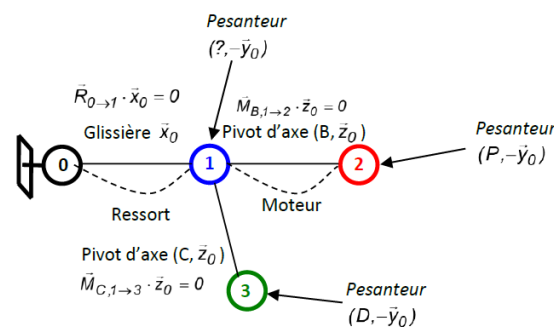 Pesanteur
(?,-y⃗₀)
R⃗₀→₁ · x⃗₀ = 0
Glissière x⃗₀
M⃗B,1→2 · z⃗₀ = 0
Pivot d'axe (B, z⃗₀)
Pesanteur
(P,-y⃗₀)
0
1
2
Ressort
Moteur
Pivot d'axe (C, z⃗₀)
M⃗C,1→3 · z⃗₀ = 0
3
Pesanteur
(D,-y⃗₀)